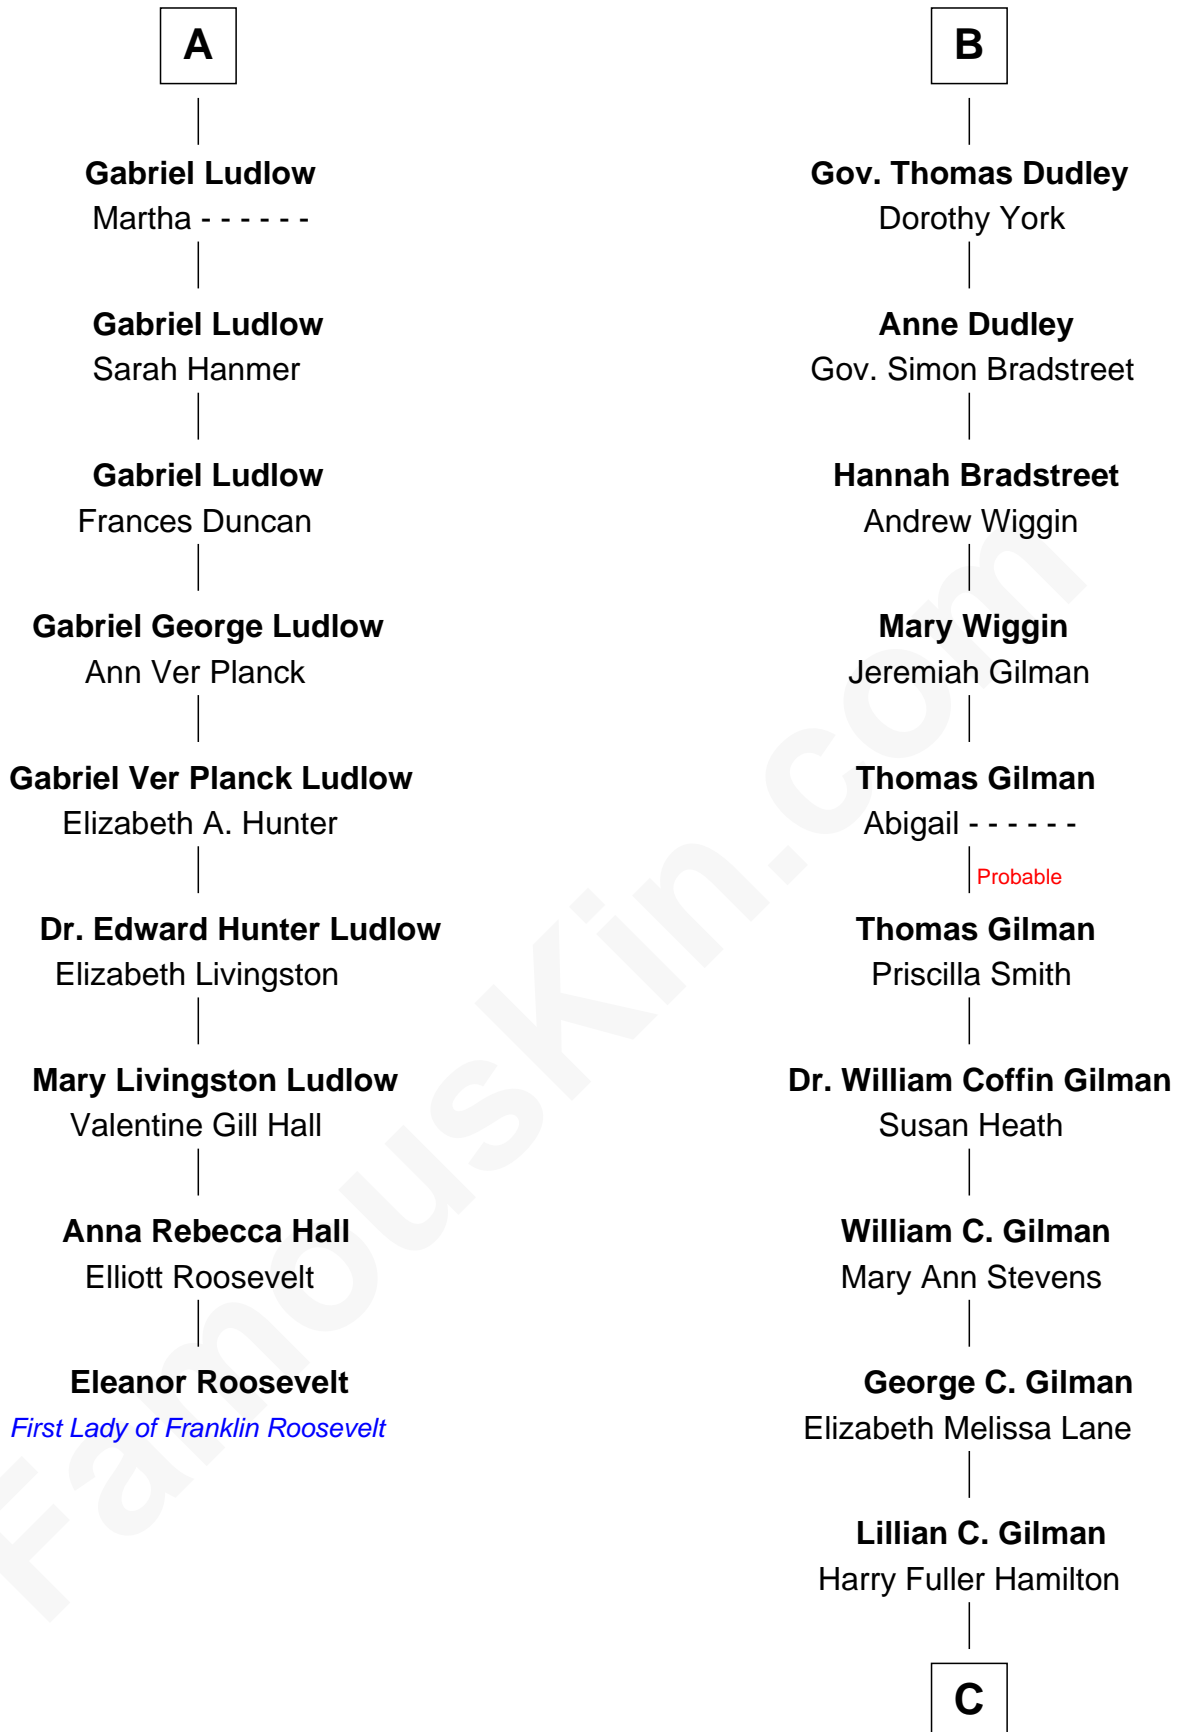 A
Gabriel Ludlow
Martha - - - - - -
Gabriel Ludlow
Sarah Hanmer
Gabriel Ludlow
Frances Duncan
Gabriel George Ludlow
Ann Ver Planck
Gabriel Ver Planck Ludlow
Elizabeth A. Hunter
Dr. Edward Hunter Ludlow
Elizabeth Livingston
Mary Livingston Ludlow
Valentine Gill Hall
Anna Rebecca Hall
Elliott Roosevelt
Eleanor Roosevelt
First Lady of Franklin Roosevelt
B
Gov. Thomas Dudley
Dorothy York
Anne Dudley
Gov. Simon Bradstreet
Hannah Bradstreet
Andrew Wiggin
Mary Wiggin
Jeremiah Gilman
Thomas Gilman
Abigail - - - - - -
Probable
Thomas Gilman
Priscilla Smith
Dr. William Coffin Gilman
Susan Heath
William C. Gilman
Mary Ann Stevens
George C. Gilman
Elizabeth Melissa Lane
Lillian C. Gilman
Harry Fuller Hamilton
C
FamousKin.com